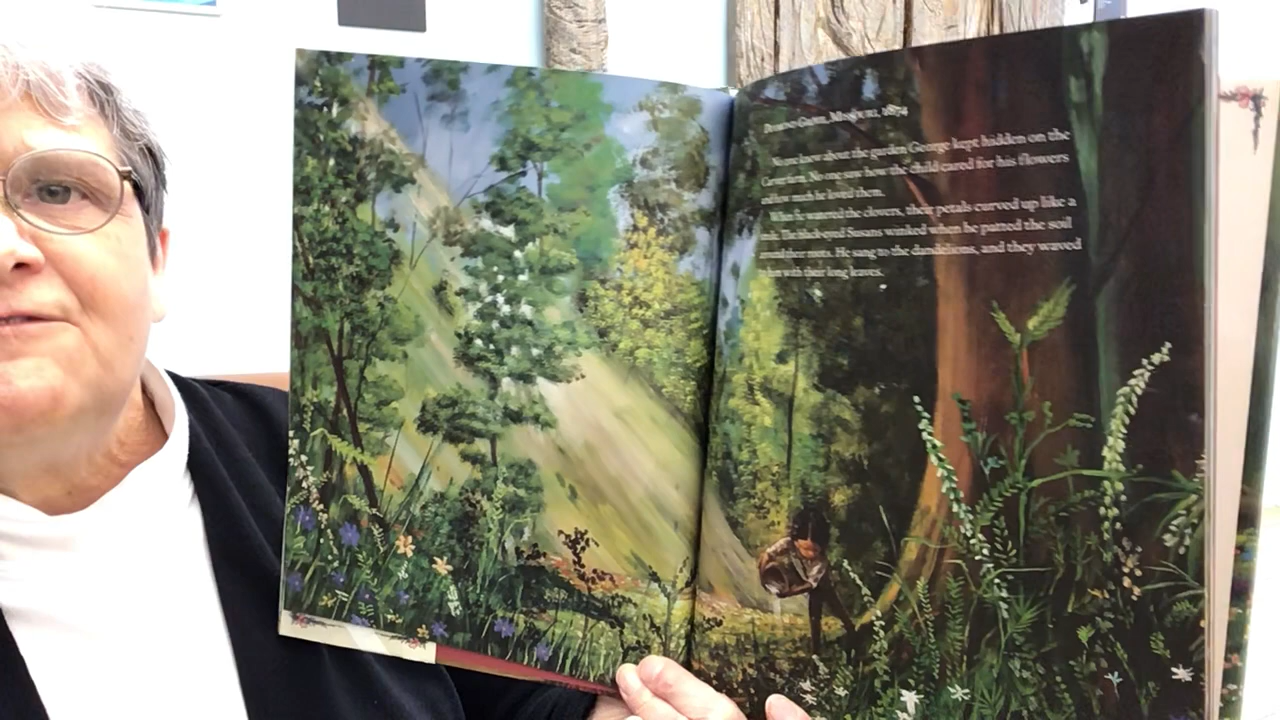 Diamond Grove, Missouri, 1874
No one knew about the garden George kept hidden on the
farm. No one saw how the child cared for his flowers
and how much he loved them.
When he watered the clovers, their petals curved up like a
The black-eyed Susans winked when he patted the soil
around their roots. He sang to the dandelions, and they waved
to him with their long leaves.